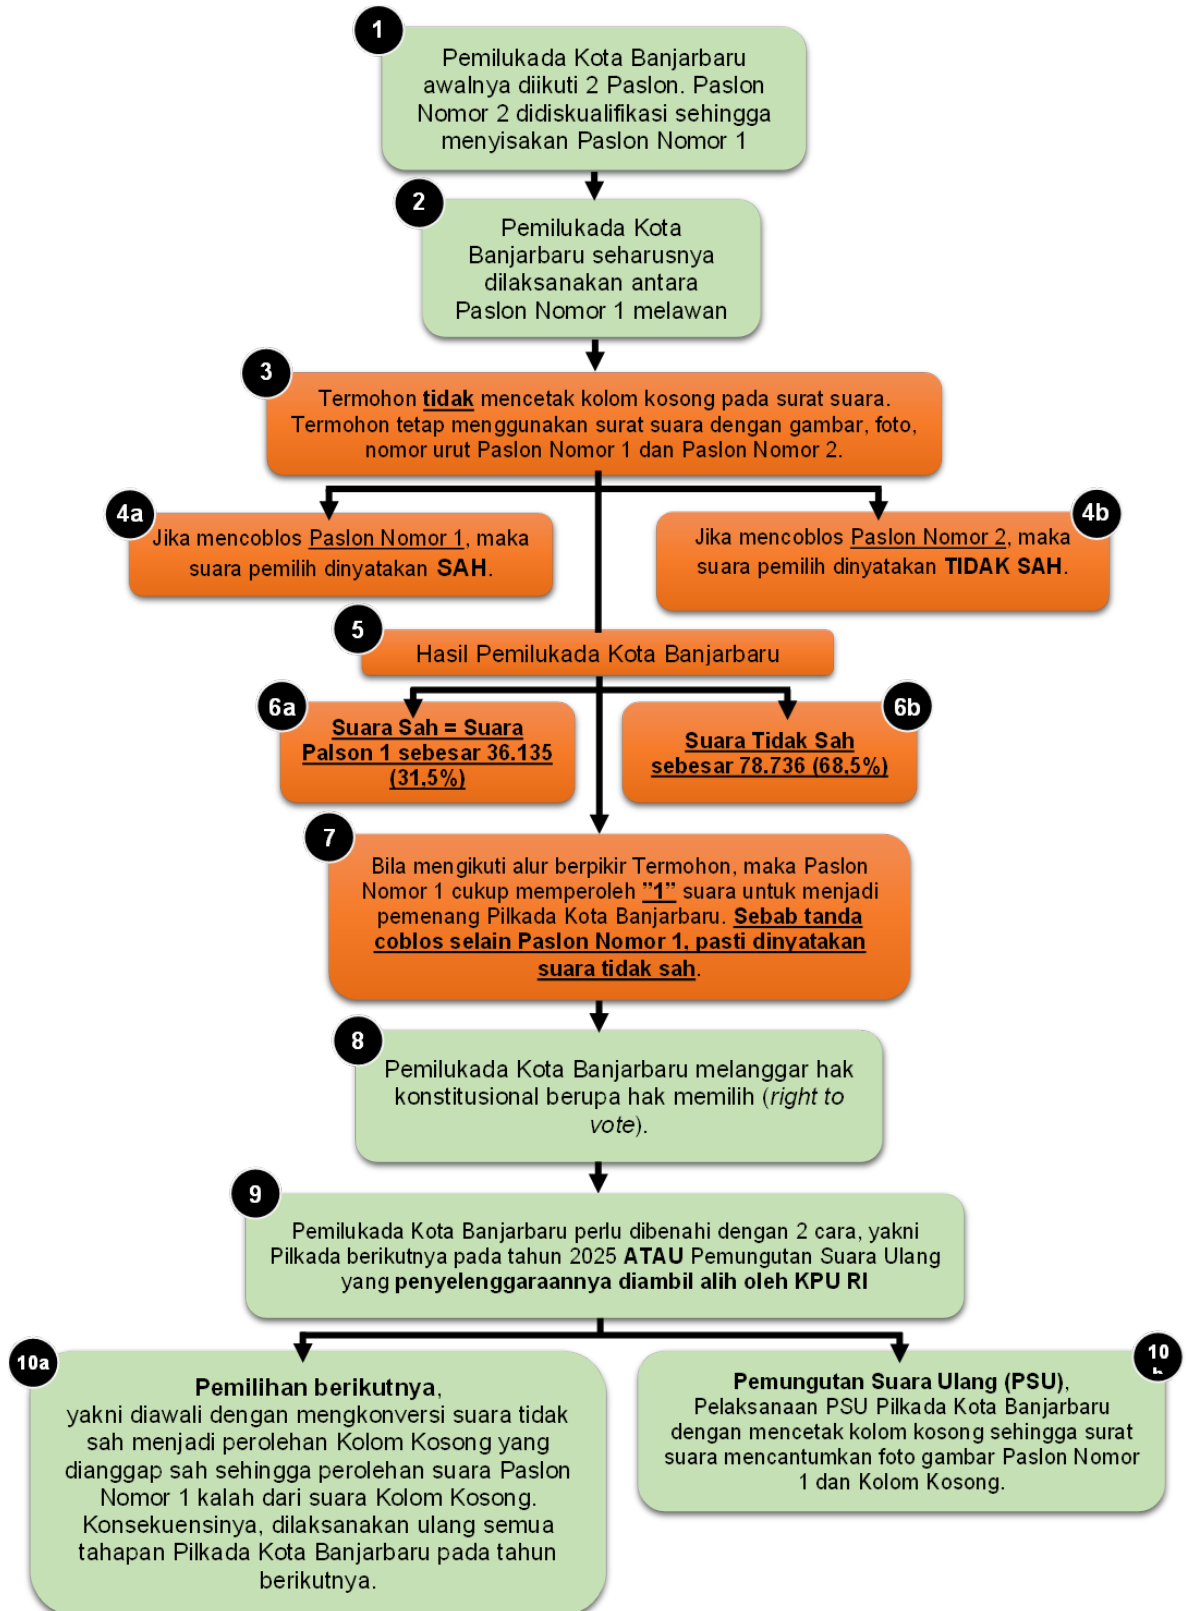 1
Pemilukada Kota Banjarbaru
awalnya diikuti 2 Paslon. Paslon
Nomor 2 didiskualifikasi sehingga
menyisakan Paslon Nomor 1
2
Pemilukada Kota
Banjarbaru seharusnya
dilaksanakan antara
Paslon Nomor 1 melawan
3
Termohon tidak mencetak kolom kosong pada surat suara.
Termohon tetap menggunakan surat suara dengan gambar, foto,
nomor urut Paslon Nomor 1 dan Paslon Nomor 2.
4a
Jika mencoblos Paslon Nomor 1, maka
suara pemilih dinyatakan SAH.
4b
Jika mencoblos Paslon Nomor 2, maka
suara pemilih dinyatakan TIDAK SAH.
5
Hasil Pemilukada Kota Banjarbaru
6a
Suara Sah = Suara
Palson 1 sebesar 36.135
(31,5%)
6b
Suara Tidak Sah
sebesar 78.736 (68,5%)
7
Bila mengikuti alur berpikir Termohon, maka Paslon
Nomor 1 cukup memperoleh ”1” suara untuk menjadi
pemenang Pilkada Kota Banjarbaru. Sebab tanda
coblos selain Paslon Nomor 1, pasti dinyatakan
suara tidak sah.
8
Pemilukada Kota Banjarbaru melanggar hak
konstitusional berupa hak memilih (right to
vote).
9
Pemilukada Kota Banjarbaru perlu dibenahi dengan 2 cara, yakni
Pilkada berikutnya pada tahun 2025 ATAU Pemungutan Suara Ulang
yang penyelenggaraannya diambil alih oleh KPU RI
10a
Pemilihan berikutnya,
yakni diawali dengan mengkonversi suara tidak
sah menjadi perolehan Kolom Kosong yang
dianggap sah sehingga perolehan suara Paslon
Nomor 1 kalah dari suara Kolom Kosong.
Konsekuensinya, dilaksanakan ulang semua
tahapan Pilkada Kota Banjarbaru pada tahun
berikutnya.
10
Pemungutan Suara Ulang (PSU),
Pelaksanaan PSU Pilkada Kota Banjarbaru
dengan mencetak kolom kosong sehingga surat
suara mencantumkan foto gambar Paslon Nomor
1 dan Kolom Kosong.